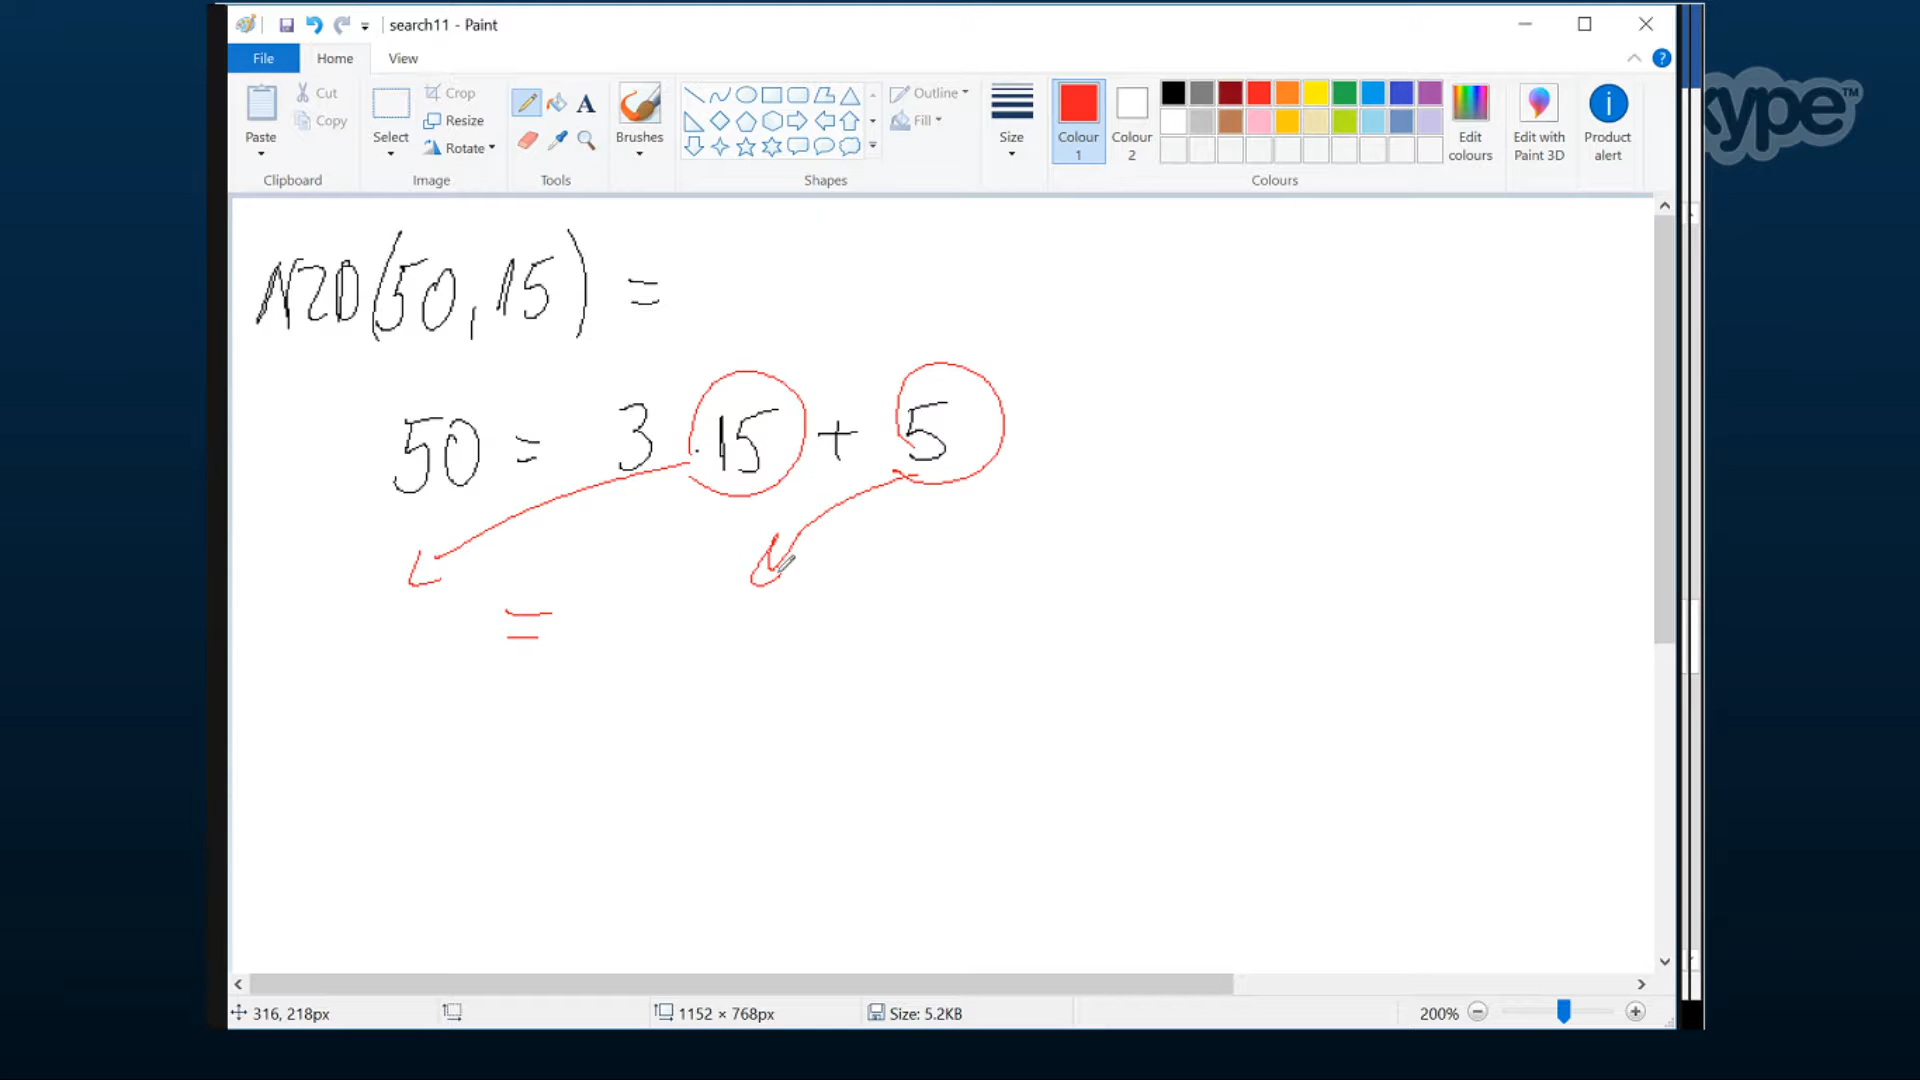 search11 - Paint
File Home View
Paste Cut Copy Clipboard
Select Crop Resize Rotate Image
Tools
Brushes
Shapes
Outline Fill
Size
Colour 1 Colour 2
Edit colours
Colours
Edit with Paint 3D
Product alert
kype™
NZD(50,15) =
50 = 3 · 15 + 5
=
316, 218px
1152 × 768px
Size: 5.2KB
200%